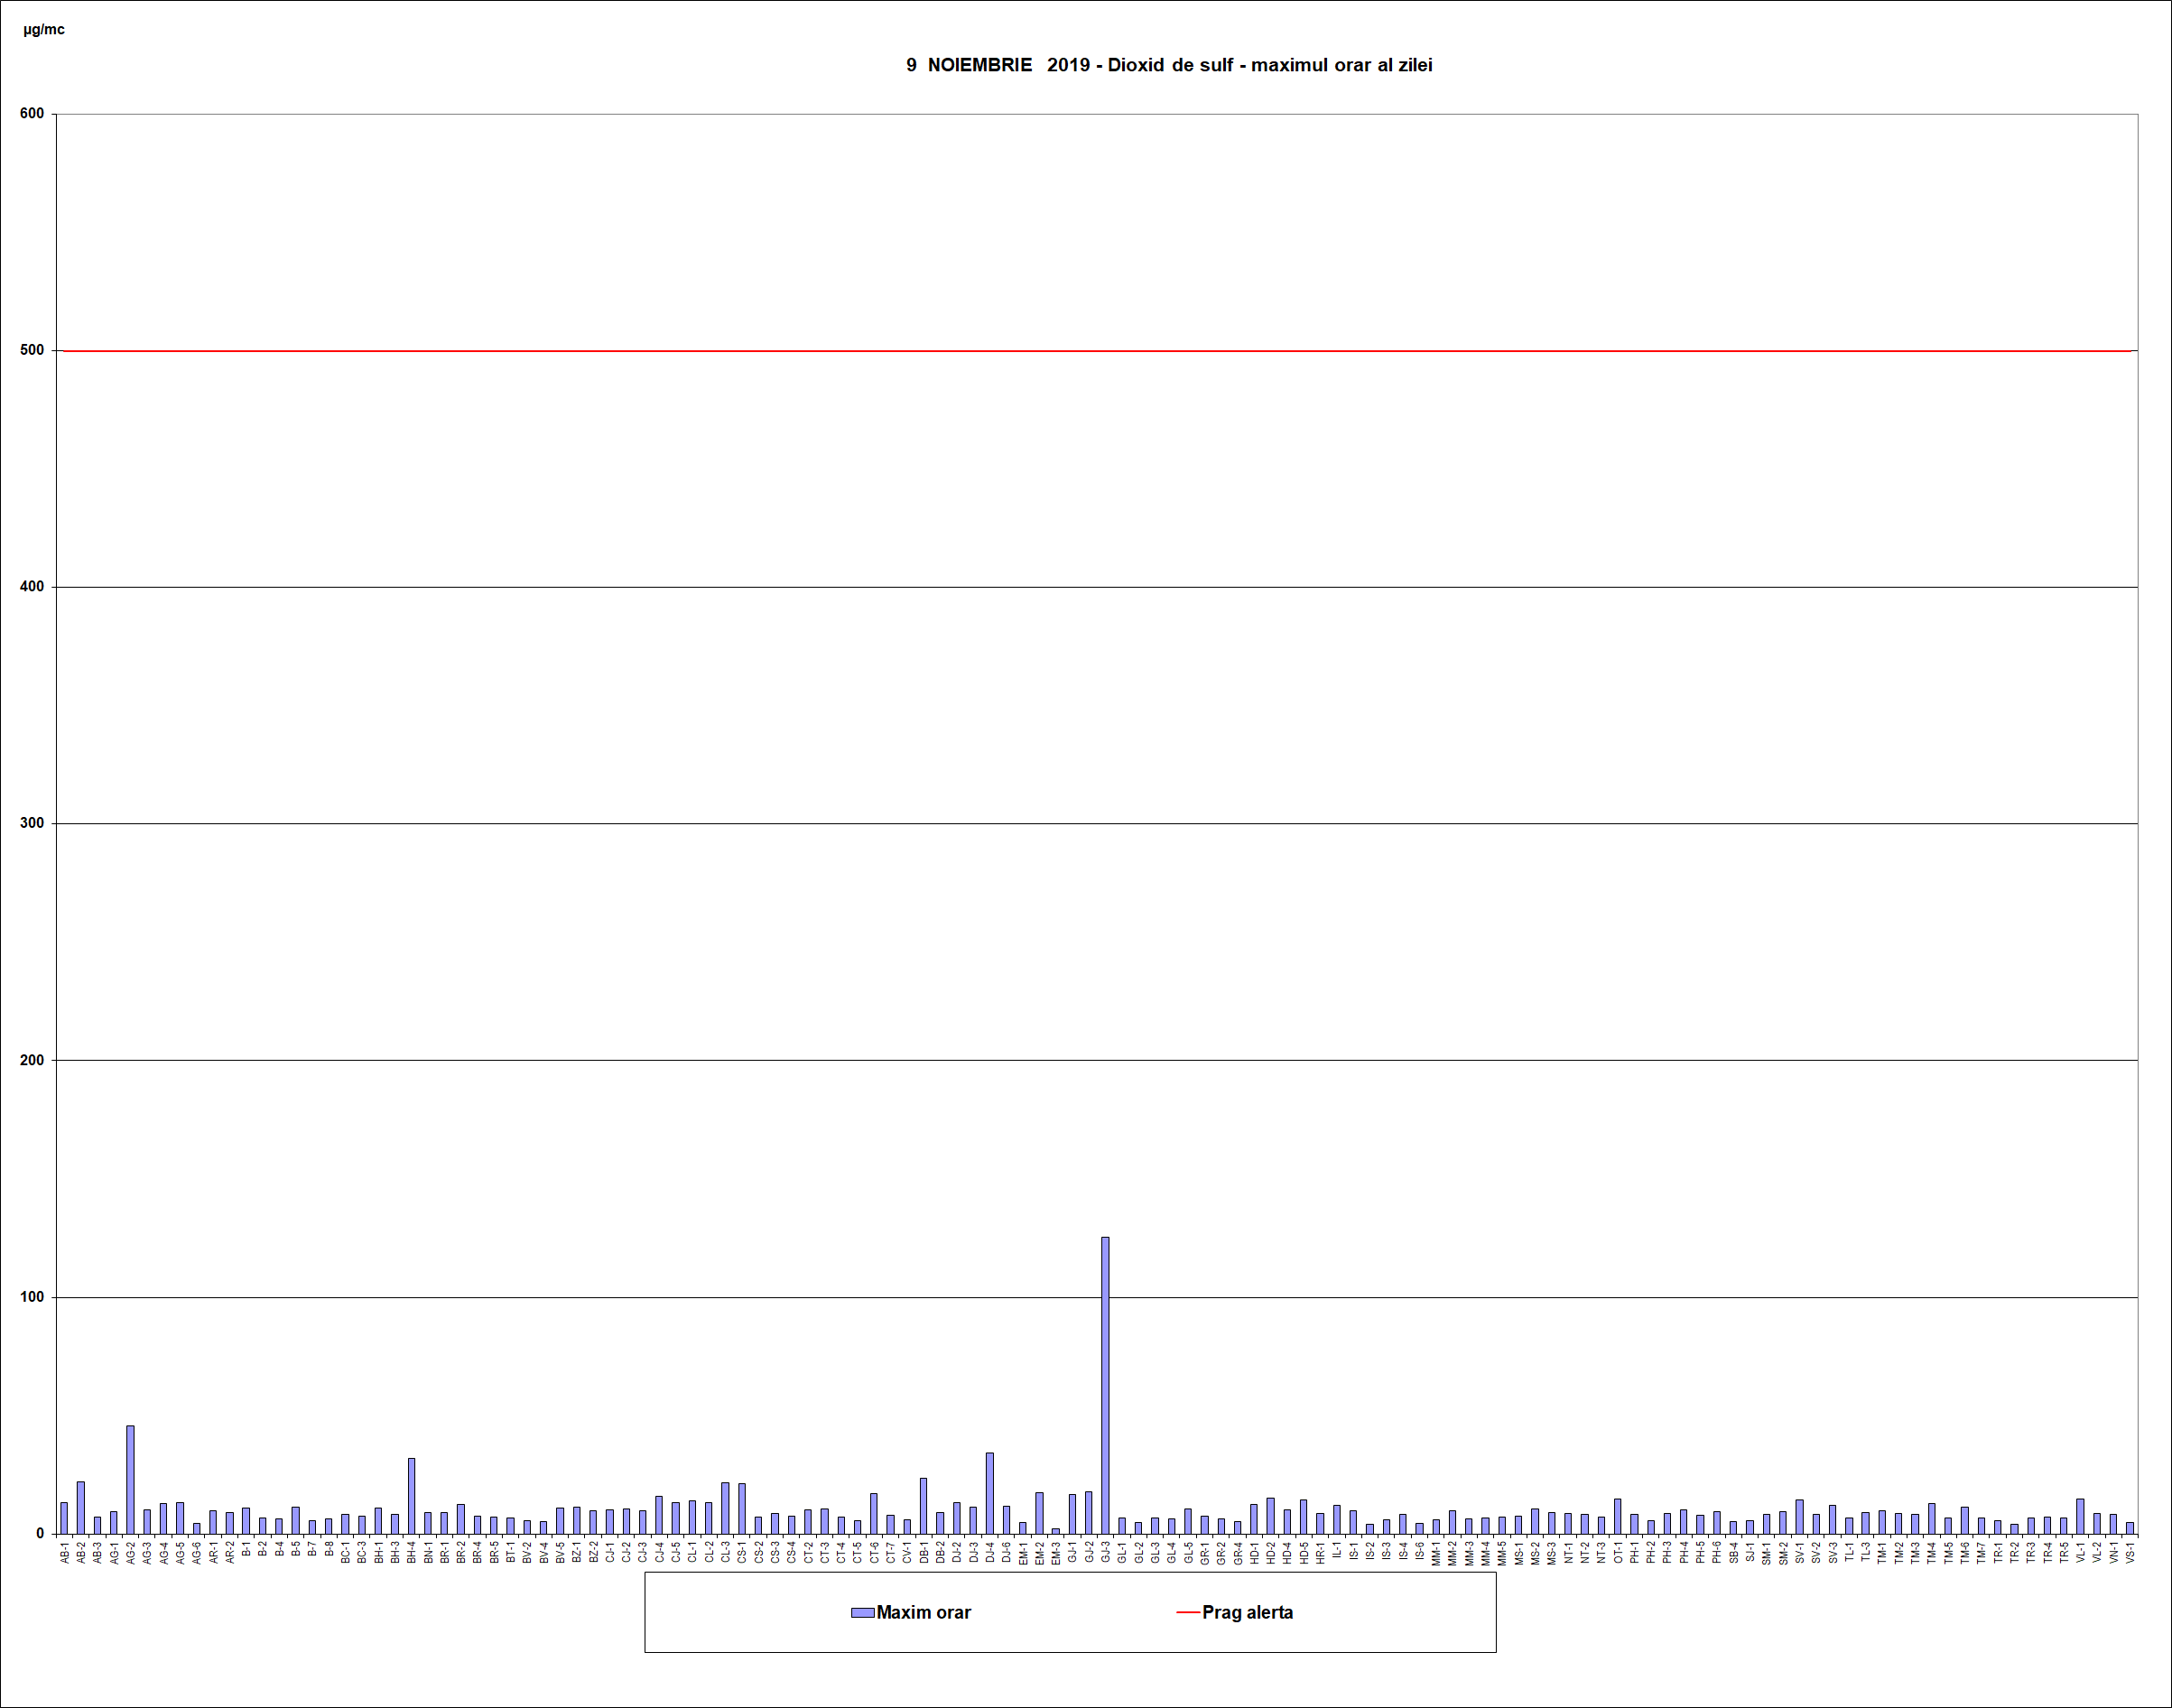 µg/mc
9 NOIEMBRIE 2019 - Dioxid de sulf - maximul orar al zilei
600
500
400
300
200
100
0
AB-1 AB-2 AB-3 AG-1 AG-2 AG-3 AG-4 AG-5 AG-6 AR-1 AR-2 B-1 B-2 B-4 B-5 B-7 B-8 BC-1 BC-3 BH-1 BH-3 BH-4 BN-1 BR-1 BR-2 BR-4 BR-5 BT-1 BV-2 BV-4 BV-5 BZ-1 BZ-2 CJ-1 CJ-2 CJ-3 CJ-4 CJ-5 CL-1 CL-2 CL-3 CS-1 CS-2 CS-3 CS-4 CT-2 CT-3 CT-4 CT-5 CT-6 CT-7 CV-1 DB-1 DB-2 DJ-2 DJ-3 DJ-4 DJ-6 EM-1 EM-2 EM-3 GJ-1 GJ-2 GJ-3 GL-1 GL-2 GL-3 GL-4 GL-5 GR-1 GR-2 GR-4 HD-1 HD-2 HD-4 HD-5 HR-1 IL-1 IS-1 IS-2 IS-3 IS-4 IS-6 MM-1 MM-2 MM-3 MM-4 MM-5 MS-1 MS-2 MS-3 NT-1 NT-2 NT-3 OT-1 PH-1 PH-2 PH-3 PH-4 PH-5 PH-6 SB-4 SJ-1 SM-1 SM-2 SV-1 SV-2 SV-3 TL-1 TL-3 TM-1 TM-2 TM-3 TM-4 TM-5 TM-6 TM-7 TR-1 TR-2 TR-3 TR-4 TR-5 VL-1 VL-2 VN-1 VS-1
Maxim orar Prag alerta